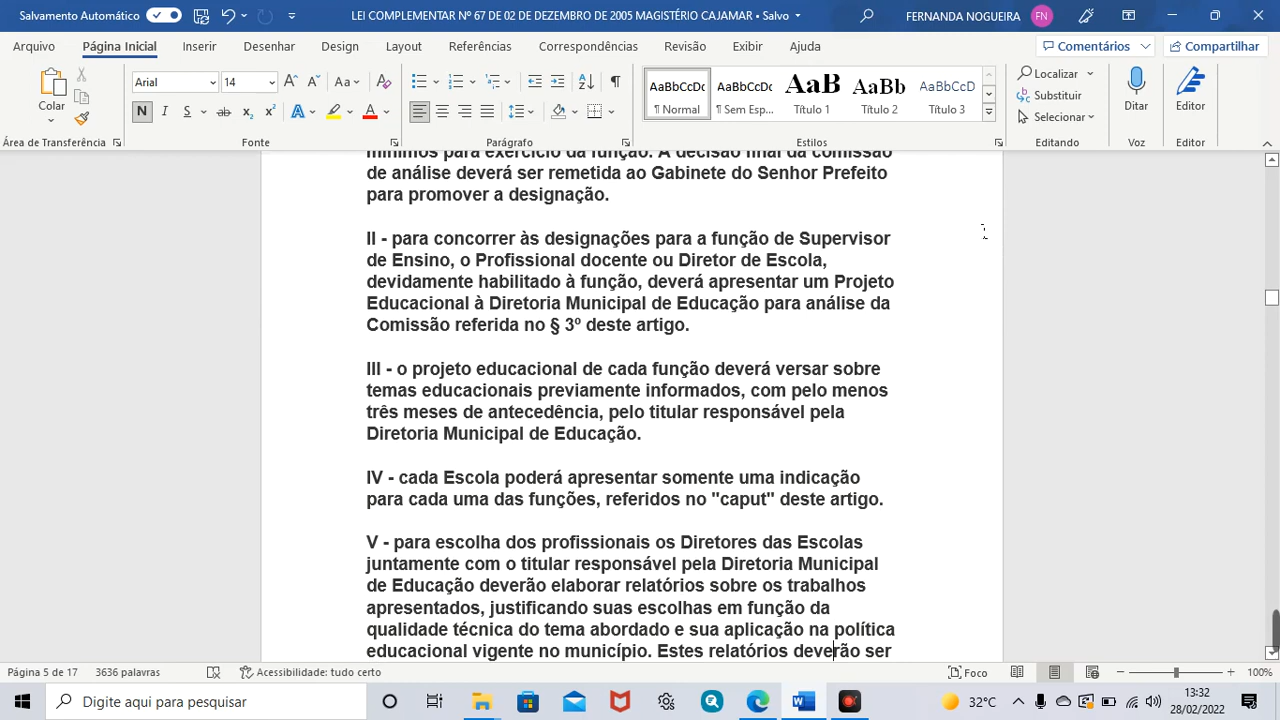 Salvamento Automático
LEI COMPLEMENTAR Nº 67 DE 02 DE DEZEMBRO DE 2005 MAGISTÉRIO CAJAMAR • Salvo
FERNANDA NOGUEIRA FN
Arquivo Página Inicial Inserir Desenhar Design Layout Referências Correspondências Revisão Exibir Ajuda
Comentários Compartilhar
Colar
Arial 14
N I S ab x₂ x²
AaBbCcDc AaBbCcDc AaB AaBb AaBbCcD
¶ Normal ¶ Sem Esp... Título 1 Título 2 Título 3
Localizar
Substituir
Selecionar
Ditar
Editor
Área de Transferência Fonte Parágrafo Estilos Editando Voz Editor
mínimos para exercício da função. A decisão final da comissão
de análise deverá ser remetida ao Gabinete do Senhor Prefeito
para promover a designação.
II - para concorrer às designações para a função de Supervisor
de Ensino, o Profissional docente ou Diretor de Escola,
devidamente habilitado à função, deverá apresentar um Projeto
Educacional à Diretoria Municipal de Educação para análise da
Comissão referida no § 3º deste artigo.
III - o projeto educacional de cada função deverá versar sobre
temas educacionais previamente informados, com pelo menos
três meses de antecedência, pelo titular responsável pela
Diretoria Municipal de Educação.
IV - cada Escola poderá apresentar somente uma indicação
para cada uma das funções, referidos no "caput" deste artigo.
V - para escolha dos profissionais os Diretores das Escolas
juntamente com o titular responsável pela Diretoria Municipal
de Educação deverão elaborar relatórios sobre os trabalhos
apresentados, justificando suas escolhas em função da
qualidade técnica do tema abordado e sua aplicação na política
educacional vigente no município. Estes relatórios deverão ser
Página 5 de 17 3636 palavras Acessibilidade: tudo certo Foco 100%
Digite aqui para pesquisar
32°C
13:32
28/02/2022